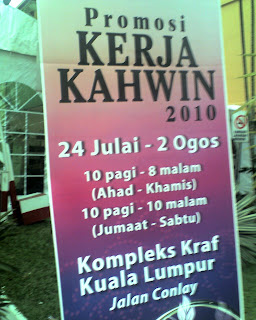 Promosi
KERJA
KAHWIN
2010
24 Julai - 2 Ogos
10 pagi - 8 malam
(Ahad - Khamis)
10 pagi - 10 malam
(Jumaat - Sabtu)
Kompleks Kraf
Kuala Lumpur
Jalan Conlay